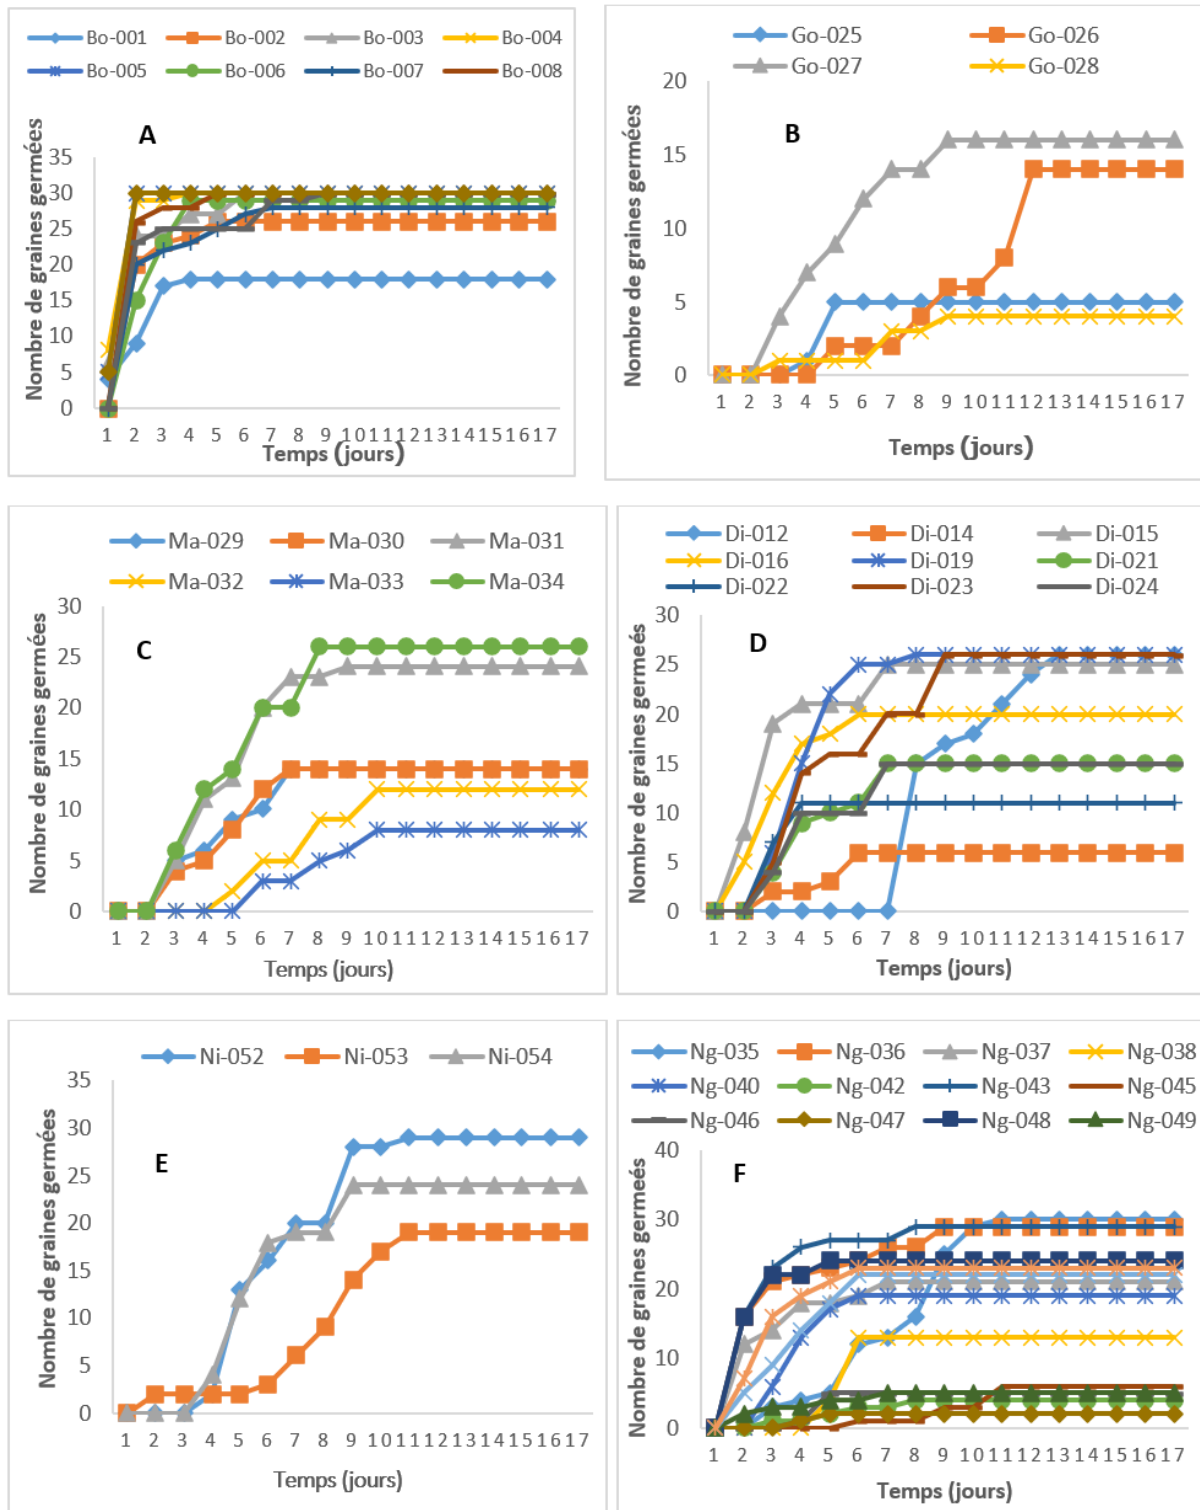 Bo-001 Bo-002 Bo-003 Bo-004
Bo-005 Bo-006 Bo-007 Bo-008
A
Nombre de graines germées
35
30
25
20
15
10
5
0
1 2 3 4 5 6 7 8 9 10 11 12 13 14 15 16 17
Temps (jours)
Go-025 Go-026
Go-027 Go-028
B
Nombre de graines germées
20
15
10
5
0
1 2 3 4 5 6 7 8 9 10 11 12 13 14 15 16 17
Temps (jours)
Ma-029 Ma-030 Ma-031
Ma-032 Ma-033 Ma-034
C
Nombre de graines germées
30
25
20
15
10
5
0
1 2 3 4 5 6 7 8 9 10 11 12 13 14 15 16 17
Temps (jours)
Di-012 Di-014 Di-015
Di-016 Di-019 Di-021
Di-022 Di-023 Di-024
D
Nombre de graines germeés
30
25
20
15
10
5
0
1 2 3 4 5 6 7 8 9 10 11 12 13 14 15 16 17
Temps (jours)
Ni-052 Ni-053 Ni-054
E
Nombre de graines germées
35
30
25
20
15
10
5
0
1 2 3 4 5 6 7 8 9 10 11 12 13 14 15 16 17
Temps (jours)
Ng-035 Ng-036 Ng-037 Ng-038
Ng-040 Ng-042 Ng-043 Ng-045
Ng-046 Ng-047 Ng-048 Ng-049
F
Nombre de graines germeés
40
30
20
10
0
1 2 3 4 5 6 7 8 9 10 11 12 13 14 15 16 17
Temps (jours)